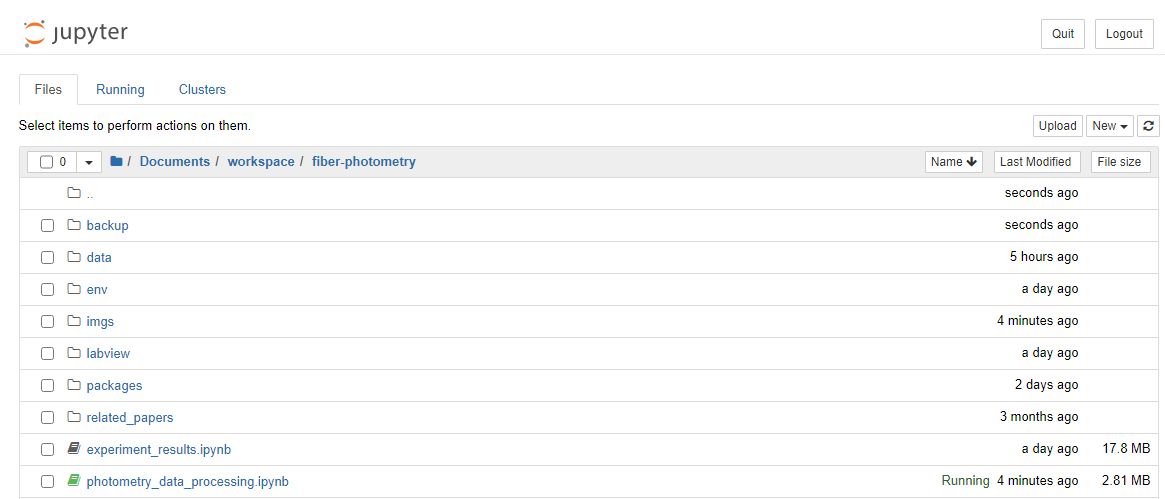 jupyter Quit Logout
Files Running Clusters
Select items to perform actions on them. Upload New
0 / Documents / workspace / fiber-photometry Name Last Modified File size
.. seconds ago
backup seconds ago
data 5 hours ago
env a day ago
imgs 4 minutes ago
labview a day ago
packages 2 days ago
related_papers 3 months ago
experiment_results.ipynb a day ago 17.8 MB
photometry_data_processing.ipynb Running 4 minutes ago 2.81 MB